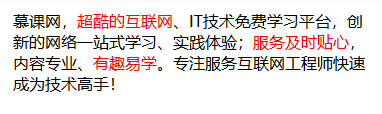 慕课网，超酷的互联网、IT技术免费学习平台，创
新的网络一站式学习、实践体验；服务及时贴心，
内容专业、有趣易学。专注服务互联网工程师快速
成为技术高手！